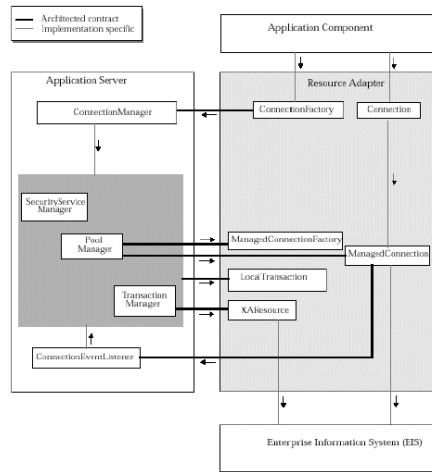 Architected contract
Implementation specific
Application Component
Application Server
Resource Adapter
ConnectionManager
ConnectionFactory
Connection
SecurityService
Manager
Pool
Manager
ManagedConnectionFactory
ManagedConnection
LocalTransaction
Transaction
Manager
XAResource
ConnectionEventListener
Enterprise Information System (EIS)